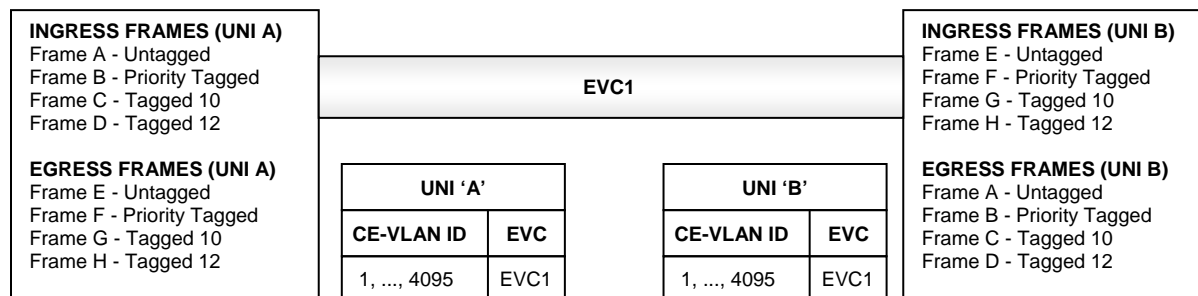 INGRESS FRAMES (UNI A)
Frame A - Untagged
Frame B - Priority Tagged
Frame C - Tagged 10
Frame D - Tagged 12
EGRESS FRAMES (UNI A)
Frame E - Untagged
Frame F - Priority Tagged
Frame G - Tagged 10
Frame H - Tagged 12
EVC1
UNI ‘A’
CE-VLAN ID EVC
1, ..., 4095 EVC1
UNI ‘B’
CE-VLAN ID EVC
1, ..., 4095 EVC1
INGRESS FRAMES (UNI B)
Frame E - Untagged
Frame F - Priority Tagged
Frame G - Tagged 10
Frame H - Tagged 12
EGRESS FRAMES (UNI B)
Frame A - Untagged
Frame B - Priority Tagged
Frame C - Tagged 10
Frame D - Tagged 12